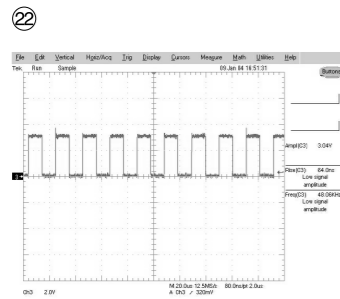 22
File Edit Vertical Horiz/Acq Trig Display Cursors Measure Math Utilities Help
Tek Run Sample 09 Jan 04 16:51:31
Buttons
Ampl(C3) 3.04V
Rise(C3) 64.0ns
Low signal
amplitude
Freq(C3) 48.06KHz
Low signal
amplitude
Ch3 2.0V M 20.0us 12.5MS/s 80.0ns/pt 2.0us
A Ch3 / 320mV